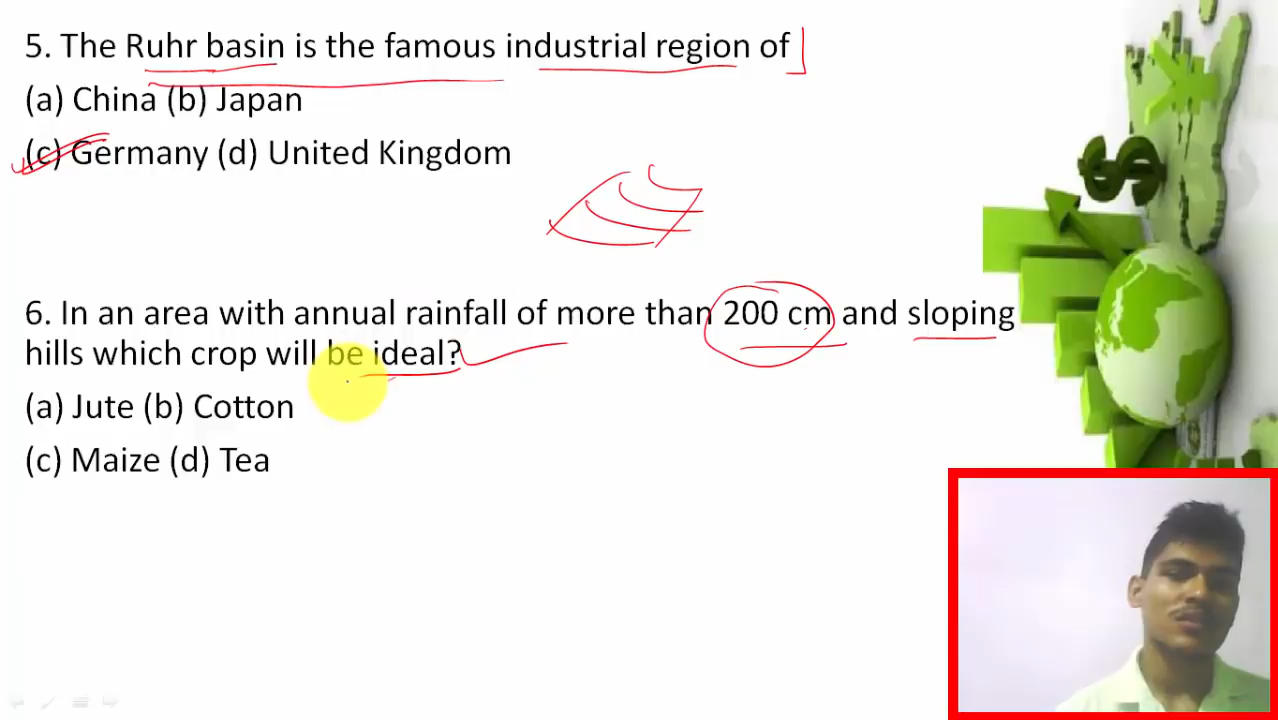 5. The Ruhr basin is the famous industrial region of
(a) China (b) Japan
(c) Germany (d) United Kingdom
6. In an area with annual rainfall of more than 200 cm and sloping
hills which crop will be ideal?
(a) Jute (b) Cotton
(c) Maize (d) Tea